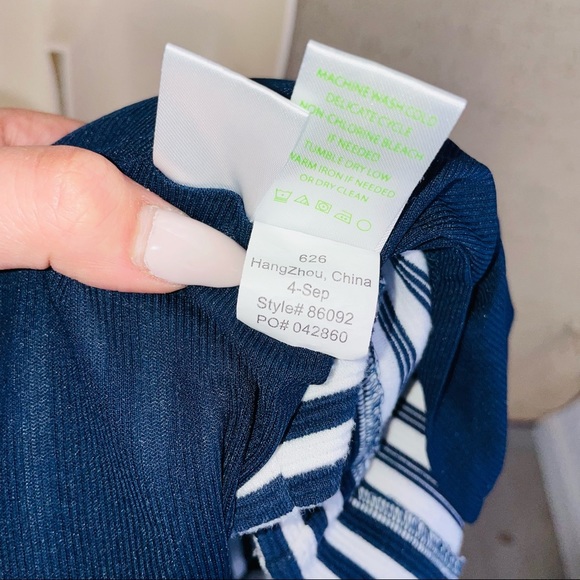 MACHINE WASH COLD
DELICATE CYCLE
NON-CHLORINE BLEACH
IF NEEDED
TUMBLE DRY LOW
WARM IRON IF NEEDED
OR DRY CLEAN
626
HangZhou, China
4-Sep
Style# 86092
PO# 042860